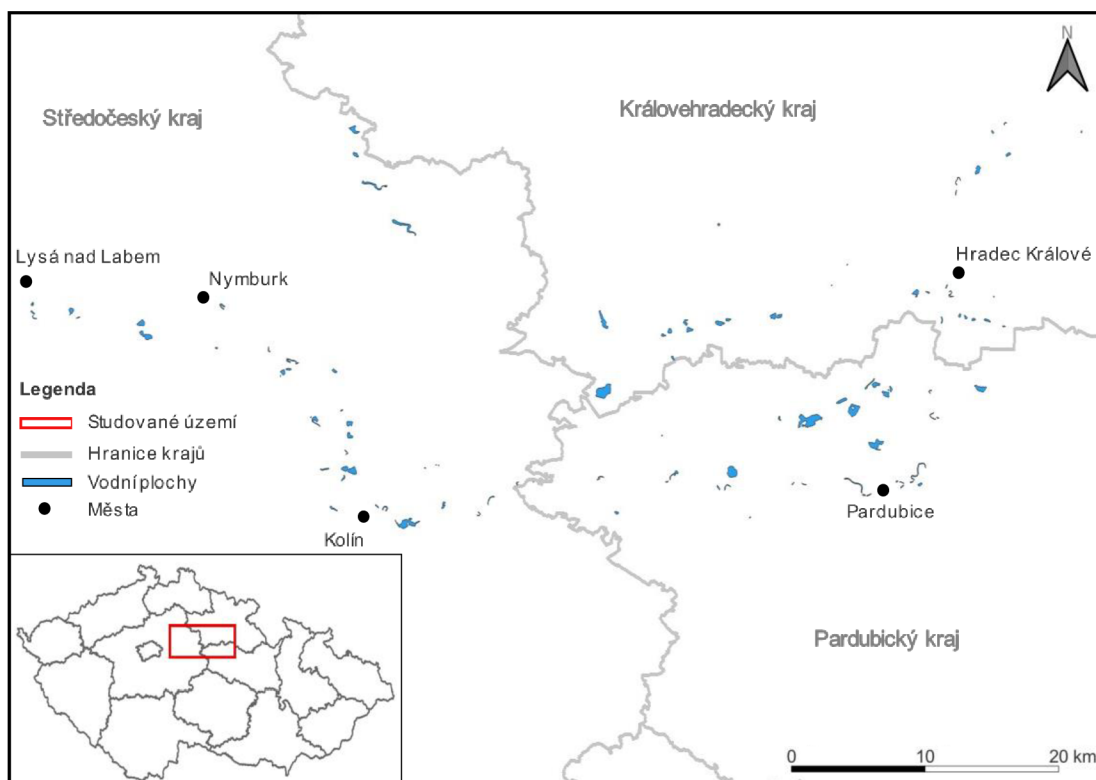 N
Středočeský kraj
Královehradecký kraj
Lysá nad Labem
Nymburk
Hradec Králové
Legenda
Studované území
Hranice krajů
Vodní plochy
Města
Kolín
Pardubice
Pardubický kraj
0 10 20 km